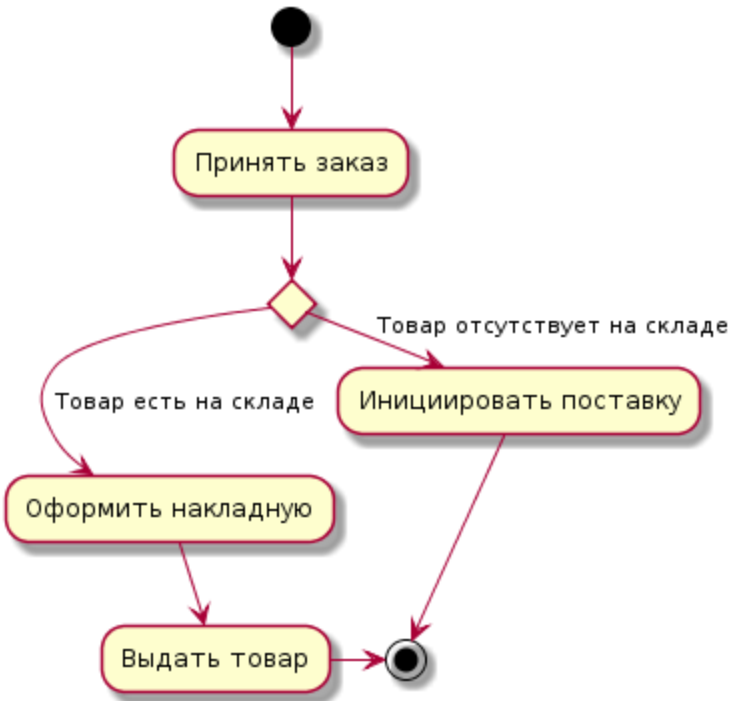 Принять заказ
Товар отсутствует на складе
Товар есть на складе
Инициировать поставку
Оформить накладную
Выдать товар